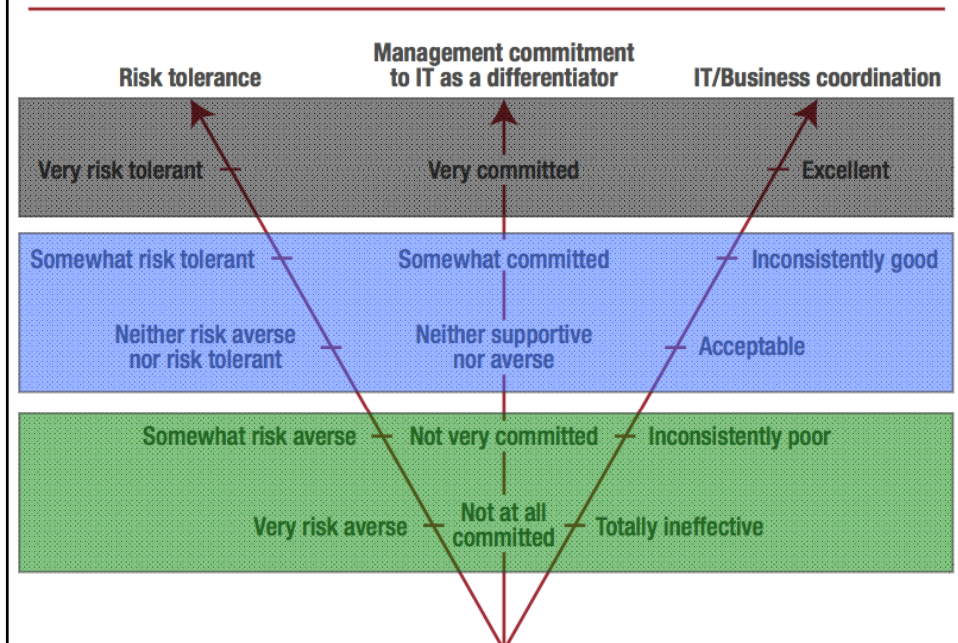 Management commitment
Risk tolerance to IT as a differentiator IT/Business coordination
Very risk tolerant Very committed Excellent
Somewhat risk tolerant Somewhat committed Inconsistently good
Neither risk averse Neither supportive
nor risk tolerant nor averse Acceptable
Somewhat risk averse Not very committed Inconsistently poor
Not at all
Very risk averse committed Totally ineffective